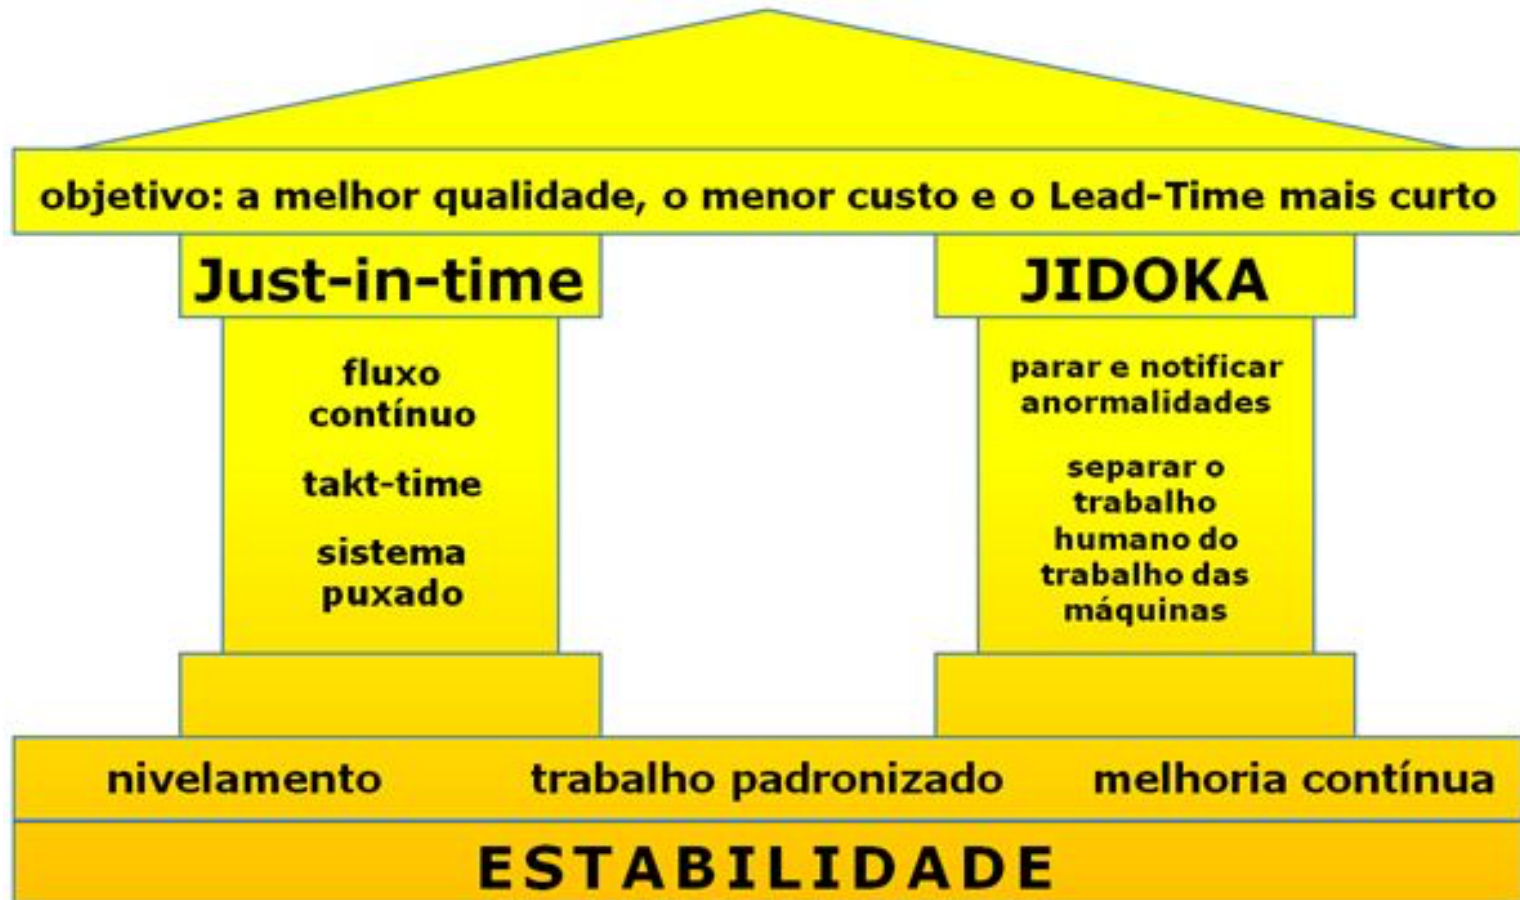 objetivo: a melhor qualidade, o menor custo e o Lead-Time mais curto
Just-in-time
fluxo
contínuo
takt-time
sistema
puxado
JIDOKA
parar e notificar
anormalidades
separar o
trabalho
humano do
trabalho das
máquinas
nivelamento
trabalho padronizado
melhoria contínua
ESTABILIDADE